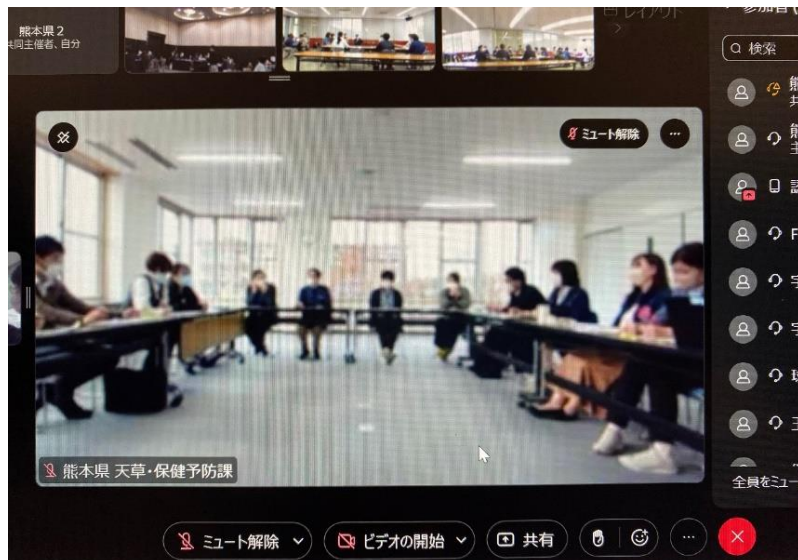 熊本県２
共同主催者、自分
レイアウト
参加者
検索
ミュート解除
熊本県 天草・保健予防課
全員をミュー
ミュート解除
ビデオの開始
共有